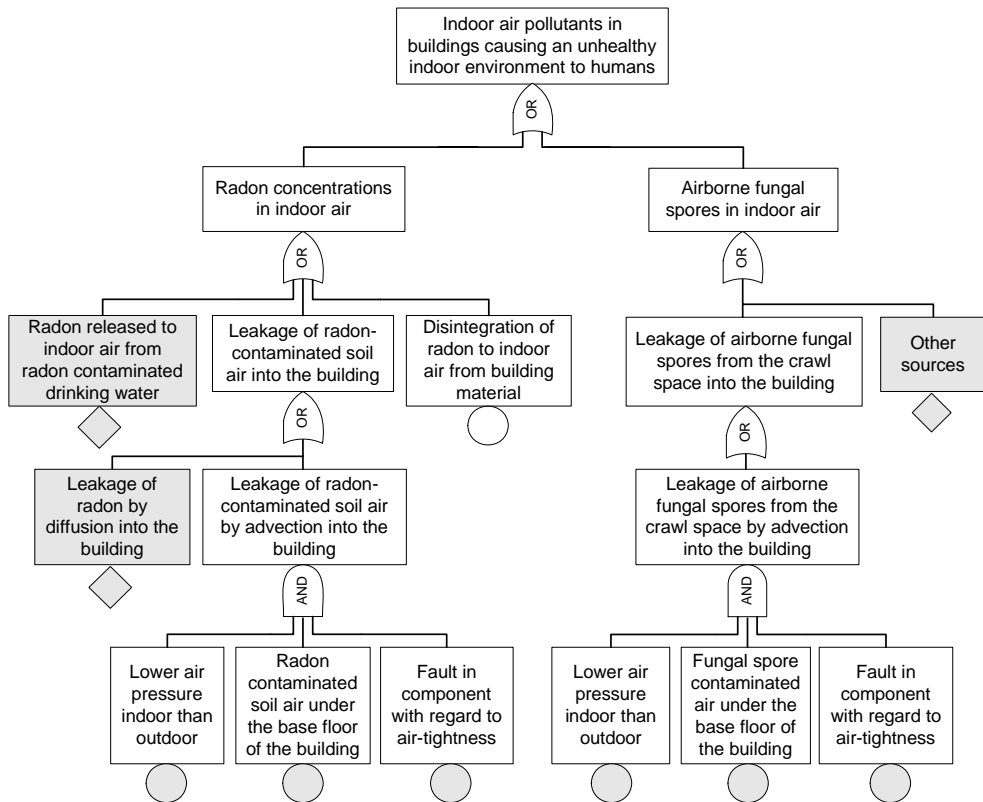 Indoor air pollutants in
buildings causing an unhealthy
indoor environment to humans
OR
Radon concentrations
in indoor air
Airborne fungal
spores in indoor air
OR
OR
Radon released to
indoor air from
radon contaminated
drinking water
Leakage of radon-
contaminated soil
air into the building
Disintegration of
radon to indoor
air from building
material
Leakage of airborne fungal
spores from the crawl
space into the building
Other
sources
OR
OR
Leakage of
radon by
diffusion into the
building
Leakage of radon-
contaminated soil air
by advection into the
building
Leakage of airborne
fungal spores from the
crawl space by advection
into the building
AND
AND
Lower air
pressure
indoor than
outdoor
Radon
contaminated
soil air under
the base floor
of the building
Fault in
component
with regard to
air-tightness
Lower air
pressure
indoor than
outdoor
Fungal spore
contaminated
air under the
base floor of
the building
Fault in
component
with regard to
air-tightness